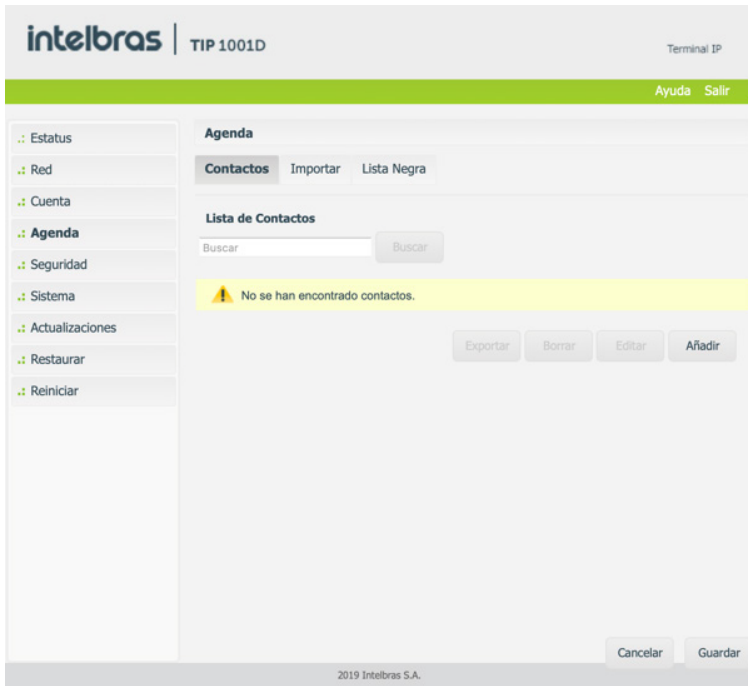 intelbras | TIP 1001D
Terminal IP
Ayuda Salir
.: Estatus
.: Red
.: Cuenta
.: Agenda
.: Seguridad
.: Sistema
.: Actualizaciones
.: Restaurar
.: Reiniciar
Agenda
Contactos Importar Lista Negra
Lista de Contactos
Buscar Buscar
No se han encontrado contactos.
Exportar Borrar Editar Añadir
Cancelar Guardar
2019 Intelbras S.A.